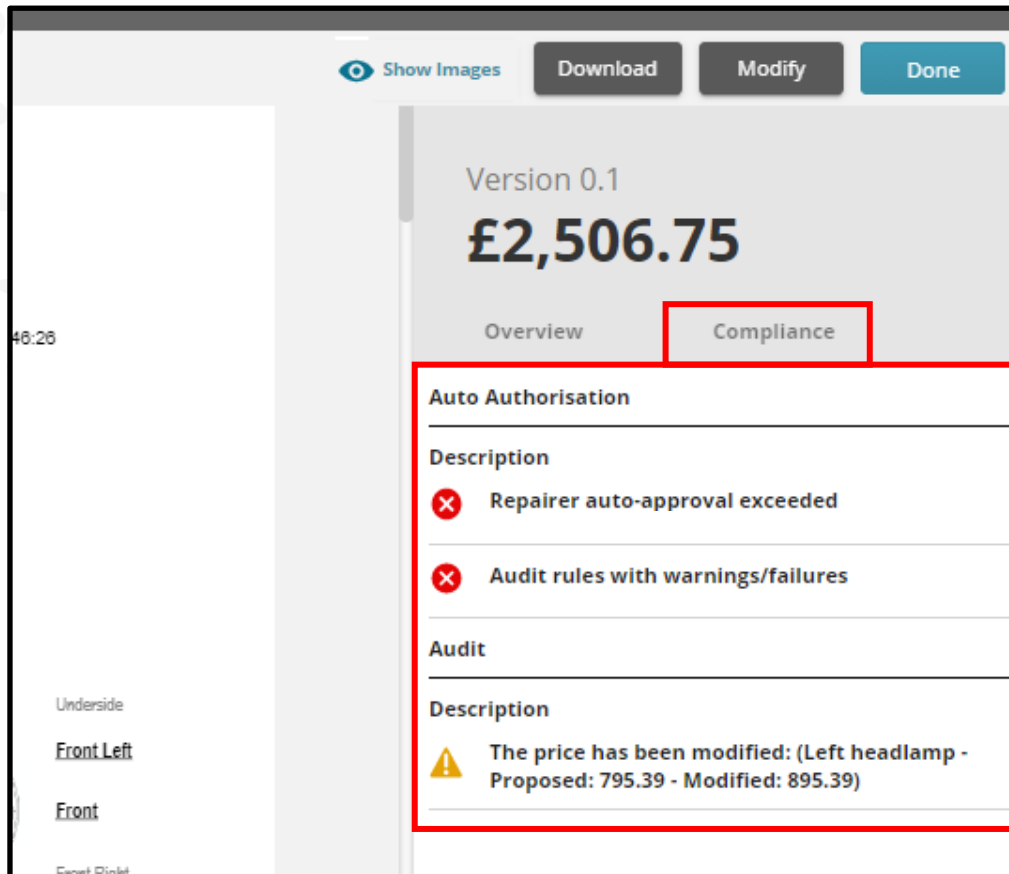 Show Images
Download
Modify
Done
Version 0.1
£2,506.75
46:26
Overview
Compliance
Auto Authorisation
Description
Repairer auto-approval exceeded
Audit rules with warnings/failures
Audit
Description
The price has been modified: (Left headlamp -
Proposed: 795.39 - Modified: 895.39)
Underside
Front Left
Front
Front Right